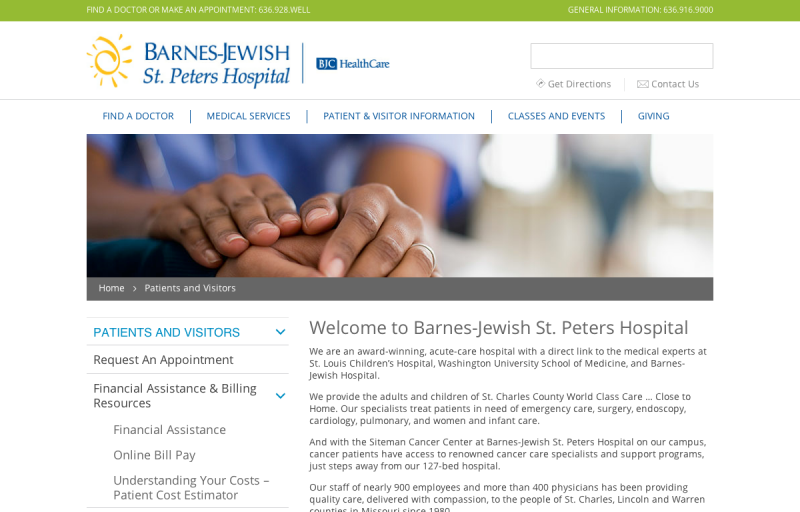 FIND A DOCTOR OR MAKE AN APPOINTMENT: 636.928.WELL
GENERAL INFORMATION: 636.916.9000
BARNES-JEWISH
St. Peters Hospital
BJC HealthCare
Get Directions
Contact Us
FIND A DOCTOR
MEDICAL SERVICES
PATIENT & VISITOR INFORMATION
CLASSES AND EVENTS
GIVING
Home > Patients and Visitors
PATIENTS AND VISITORS
Request An Appointment
Financial Assistance & Billing
Resources
Financial Assistance
Online Bill Pay
Understanding Your Costs –
Patient Cost Estimator
Welcome to Barnes-Jewish St. Peters Hospital
We are an award-winning, acute-care hospital with a direct link to the medical experts at
St. Louis Children’s Hospital, Washington University School of Medicine, and Barnes-
Jewish Hospital.
We provide the adults and children of St. Charles County World Class Care … Close to
Home. Our specialists treat patients in need of emergency care, surgery, endoscopy,
cardiology, pulmonary, and women and infant care.
And with the Siteman Cancer Center at Barnes-Jewish St. Peters Hospital on our campus,
cancer patients have access to renowned cancer care specialists and support programs,
just steps away from our 127-bed hospital.
Our staff of nearly 900 employees and more than 400 physicians has been providing
quality care, delivered with compassion, to the people of St. Charles, Lincoln and Warren
counties in Missouri since 1980.